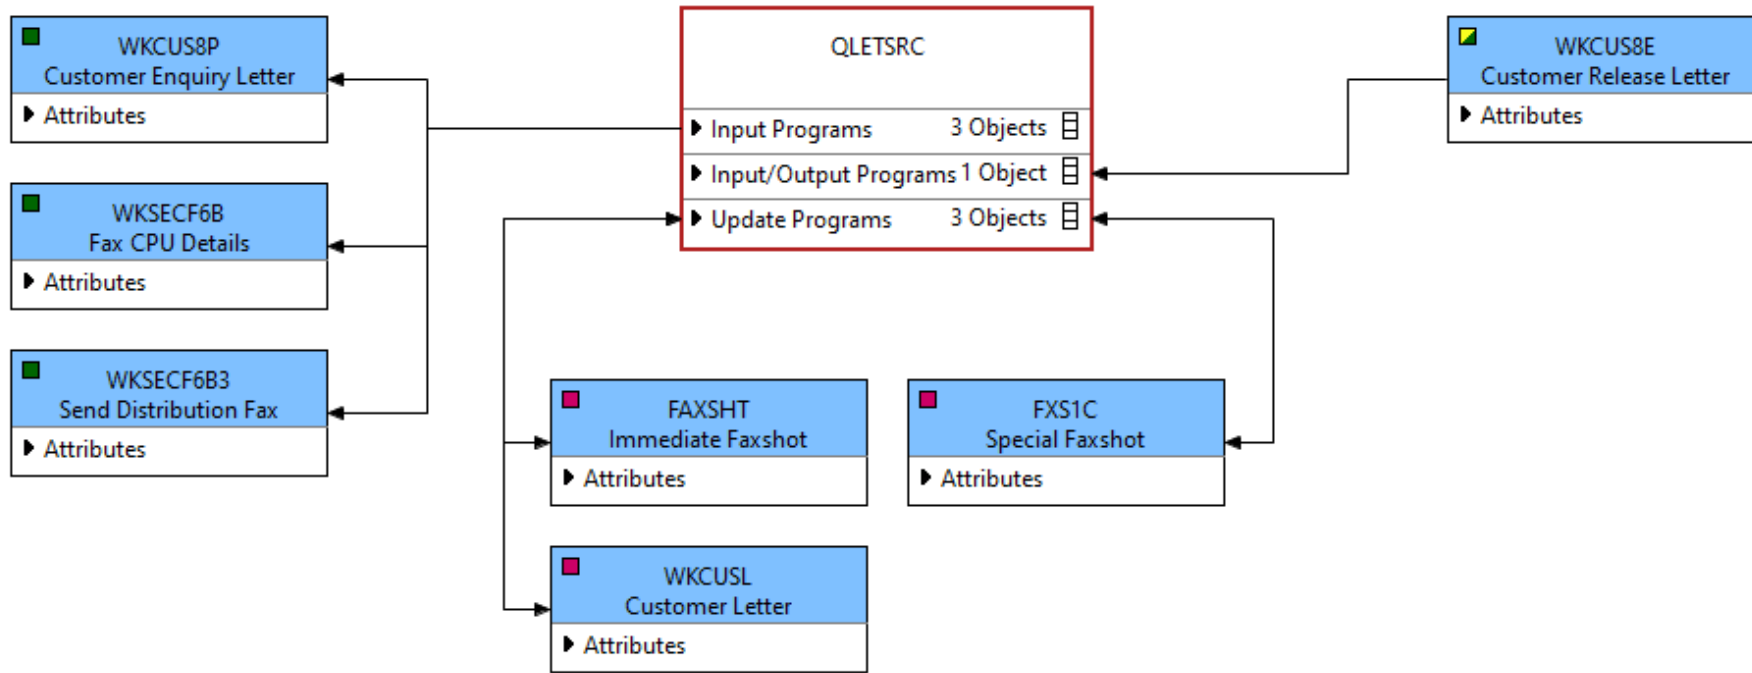 WKCUS8P
Customer Enquiry Letter
Attributes
WKSECF6B
Fax CPU Details
Attributes
WKSECF6B3
Send Distribution Fax
Attributes
QLETSRC
Input Programs 3 Objects
Input/Output Programs 1 Object
Update Programs 3 Objects
WKCUS8E
Customer Release Letter
Attributes
FAXSHT
Immediate Faxshot
Attributes
FXS1C
Special Faxshot
Attributes
WKCUSL
Customer Letter
Attributes